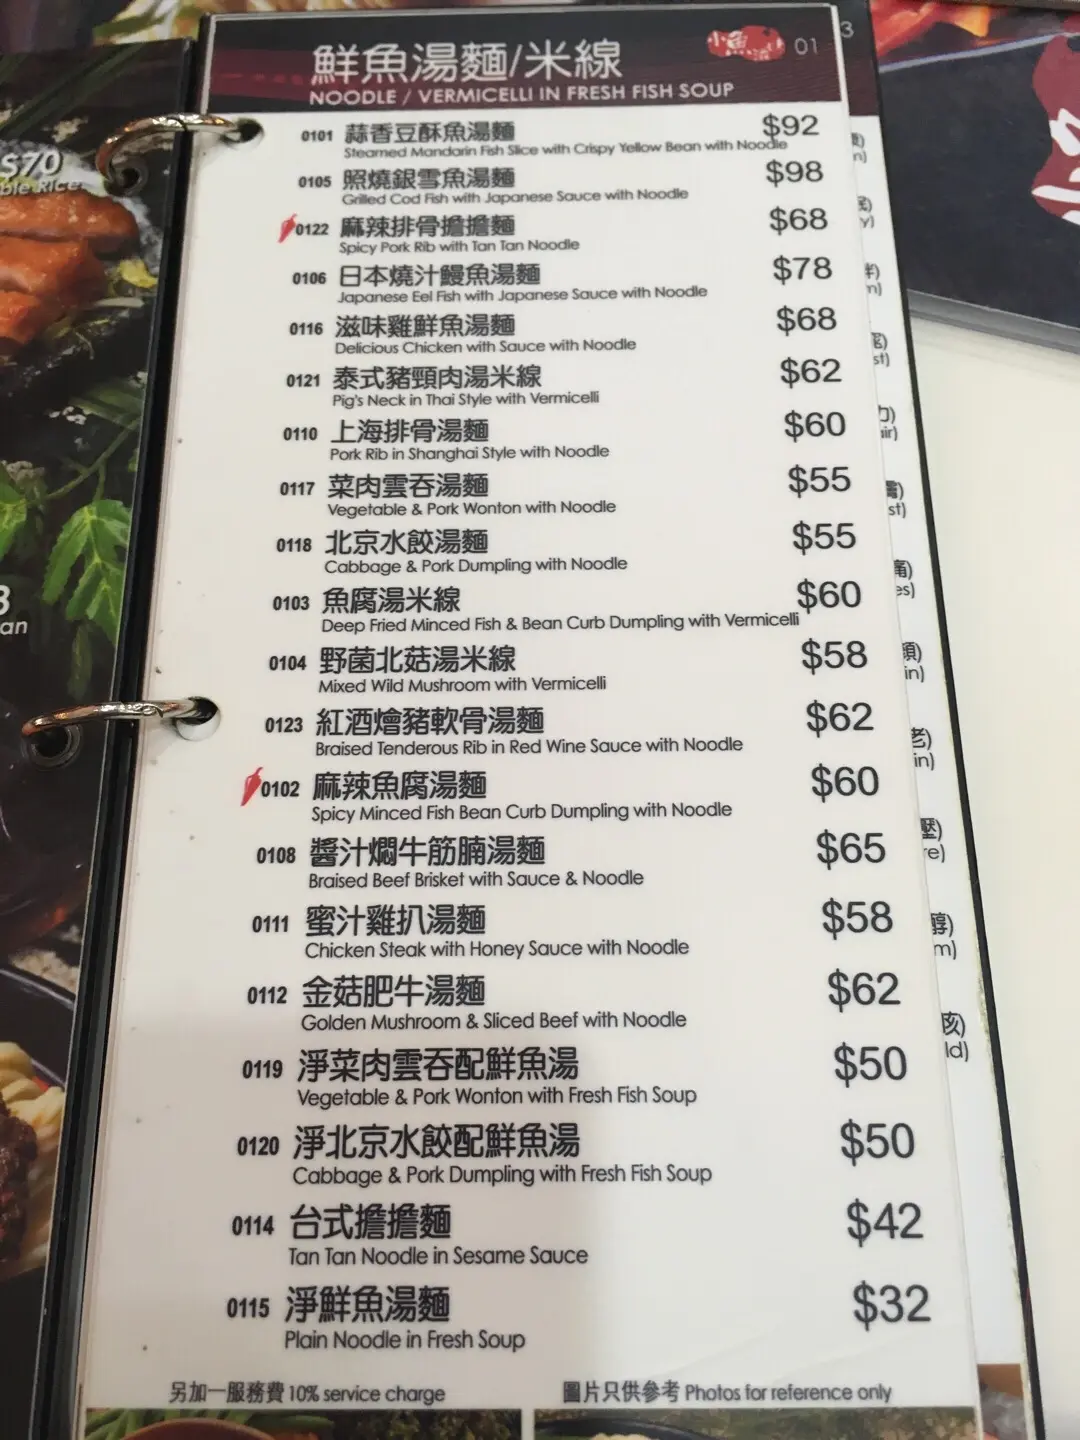 鮮魚湯麵/米線
NOODLE / VERMICELLI IN FRESH FISH SOUP
小魚
01
3
0101 蒜香豆酥魚湯麵 $92
Steamed Mandarin Fish Slice with Crispy Yellow Bean with Noodle
0105 照燒銀雪魚湯麵 $98
Grilled Cod Fish with Japanese Sauce with Noodle
0122 麻辣排骨擔擔麵 $68
Spicy Pork Rib with Tan Tan Noodle
0106 日本燒汁鰻魚湯麵 $78
Japanese Eel Fish with Japanese Sauce with Noodle
0116 滋味雞鮮魚湯麵 $68
Delicious Chicken with Sauce with Noodle
0121 泰式豬頸肉湯米線 $62
Pig's Neck in Thai Style with Vermicelli
0110 上海排骨湯麵 $60
Pork Rib in Shanghai Style with Noodle
0117 菜肉雲吞湯麵 $55
Vegetable & Pork Wonton with Noodle
0118 北京水餃湯麵 $55
Cabbage & Pork Dumpling with Noodle
0103 魚腐湯米線 $60
Deep Fried Minced Fish & Bean Curb Dumpling with Vermicelli
0104 野菌北菇湯米線 $58
Mixed Wild Mushroom with Vermicelli
0123 紅酒燴豬軟骨湯麵 $62
Braised Tenderous Rib in Red Wine Sauce with Noodle
0102 麻辣魚腐湯麵 $60
Spicy Minced Fish Bean Curb Dumpling with Noodle
0108 醬汁燜牛筋腩湯麵 $65
Braised Beef Brisket with Sauce & Noodle
0111 蜜汁雞扒湯麵 $58
Chicken Steak with Honey Sauce with Noodle
0112 金菇肥牛湯麵 $62
Golden Mushroom & Sliced Beef with Noodle
0119 淨菜肉雲吞配鮮魚湯 $50
Vegetable & Pork Wonton with Fresh Fish Soup
0120 淨北京水餃配鮮魚湯 $50
Cabbage & Pork Dumpling with Fresh Fish Soup
0114 台式擔擔麵 $42
Tan Tan Noodle in Sesame Sauce
0115 淨鮮魚湯麵 $32
Plain Noodle in Fresh Soup
另加一服務費 10% service charge
圖片只供參考 Photos for reference only
$70